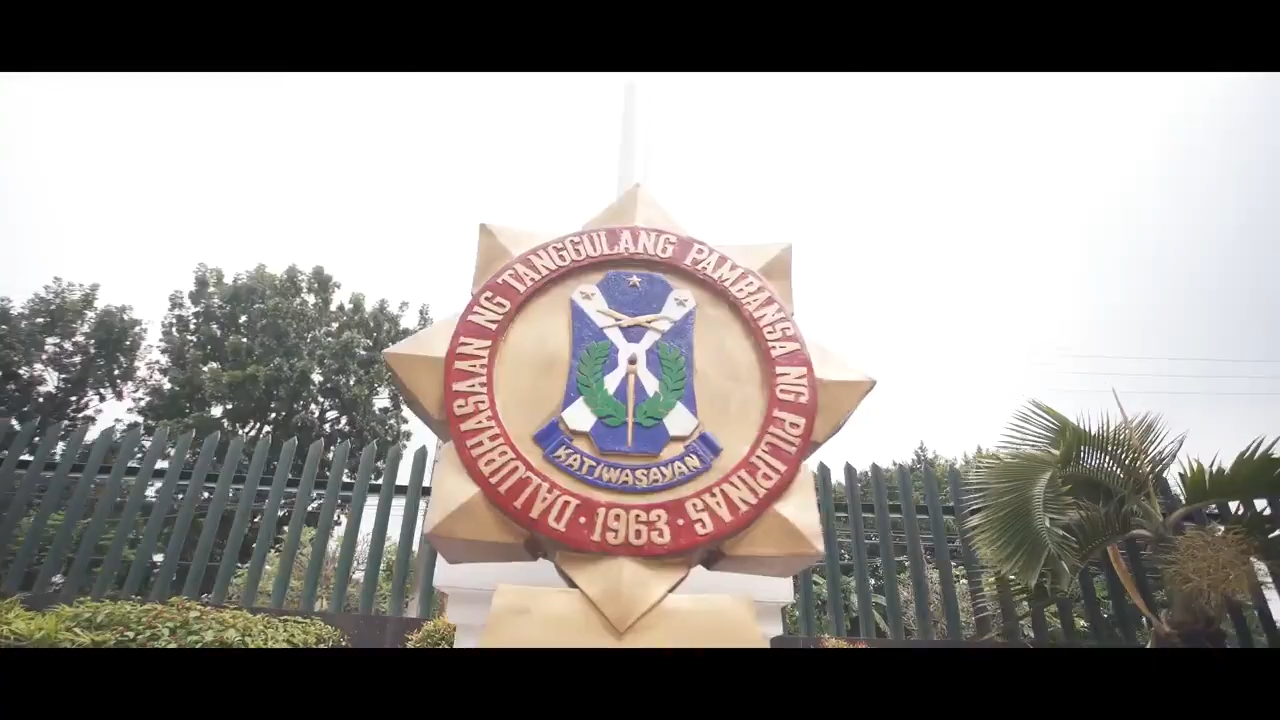 DALUBHASAAN NG TANGGULANG PAMBANSA NG PILIPINAS
KATIWASAYAN
· 1963 ·